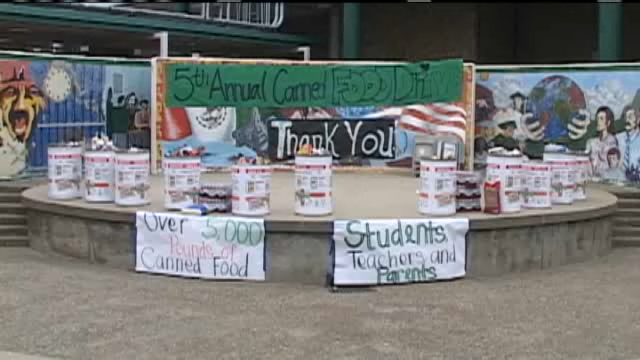 5th Annual Canned FOOD Drive
Thank You!
Over 5,000
Pounds of
Canned Food
Students,
Teachers and
Parents